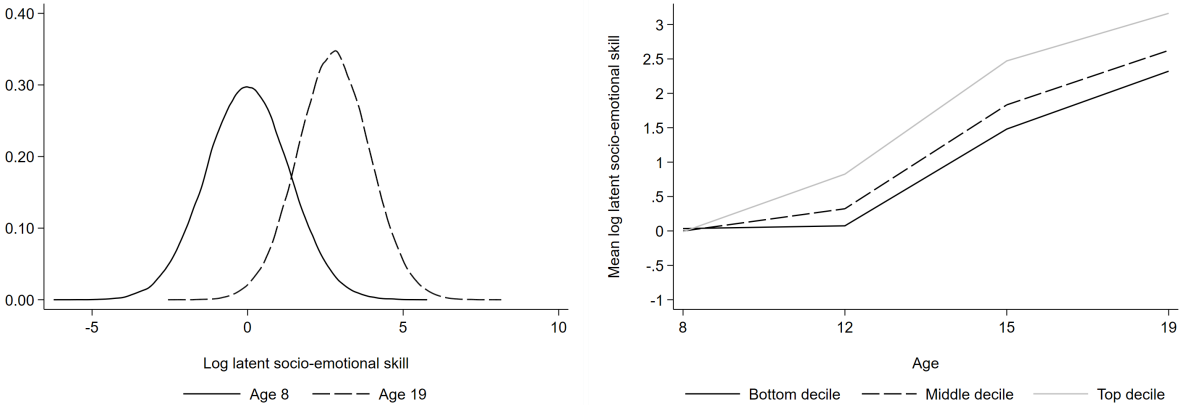 0.40
0.30
0.20
0.10
0.00
-5 0 5 10
Log latent socio-emotional skill
Age 8 Age 19
Mean log latent socio-emotional skill
3
2.5
2
1.5
1
.5
0
-.5
-1
8 12 15 19
Age
Bottom decile Middle decile Top decile